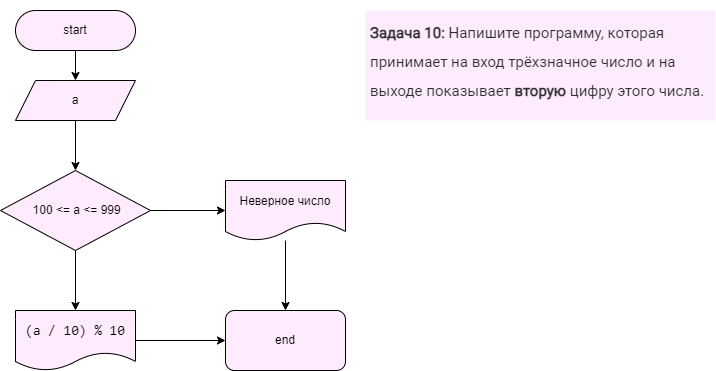 start
a
100 <= a <= 999
Неверное число
(a / 10) % 10
end
Задача 10: Напишите программу, которая
принимает на вход трёхзначное число и на
выходе показывает вторую цифру этого числа.